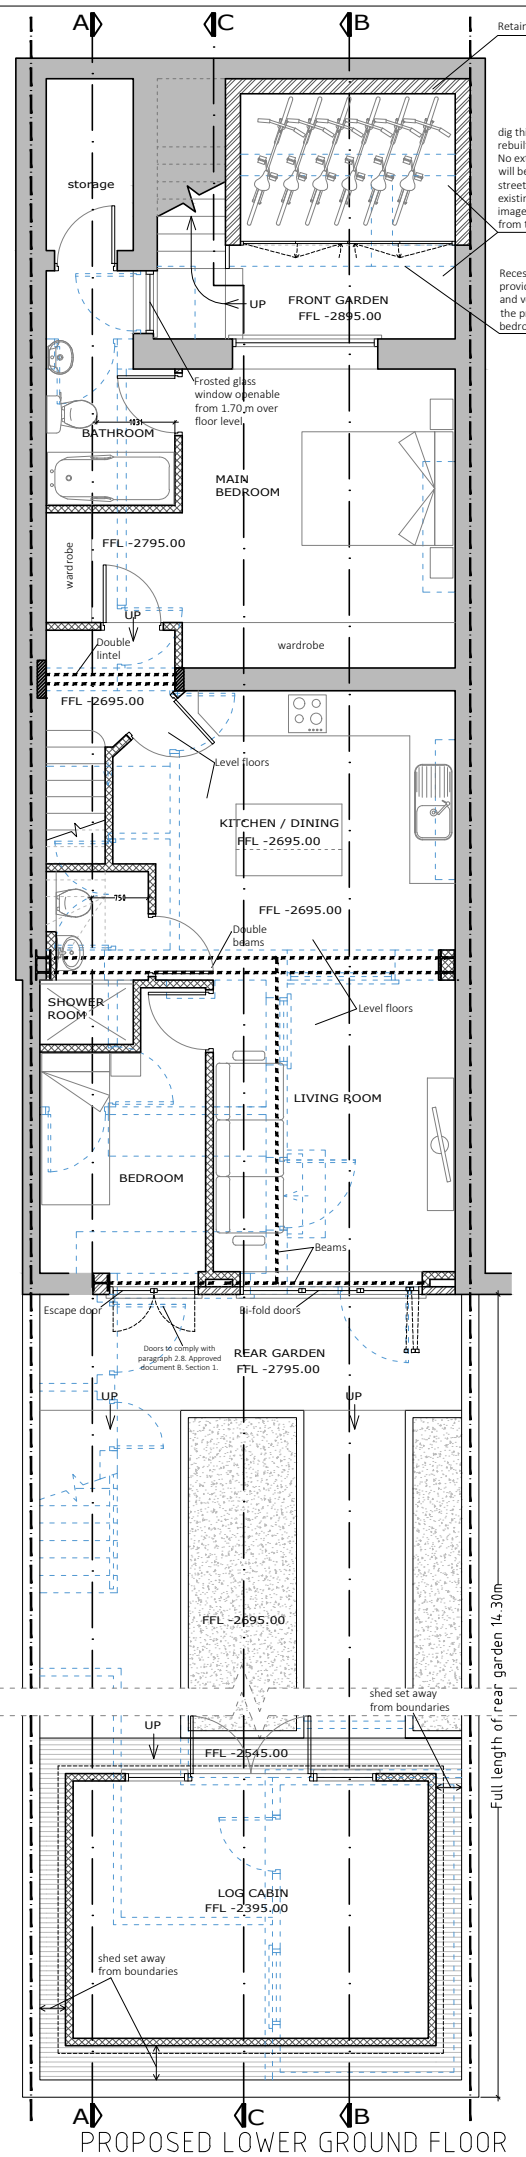 A C B
Retain
dig thi
rebuil
No ext
will be
street
existin
image
from t
storage
Reces
provid
and v
the p
bedro
UP
FRONT GARDEN
FFL -2895.00
Frosted glass
window openable
from 1.70 m over
floor level
1031
BATHROOM
MAIN
BEDROOM
FFL -2795.00
wardrobe
UP
Double
lintel
wardrobe
FFL -2695.00
Level floors
KITCHEN / DINING
FFL -2695.00
750
FFL -2695.00
Double
beams
SHOWER
ROOM
Level floors
LIVING ROOM
BEDROOM
Beams
Escape door
Bi-fold doors
Doors to comply with
paragraph 2.8. Approved
document B. Section 1.
REAR GARDEN
FFL -2795.00
UP
UP
FFL -2695.00
Full length of rear garden 14.30m
shed set away
from boundaries
UP
FFL -2545.00
LOG CABIN
FFL -2395.00
shed set away
from boundaries
A C B
PROPOSED LOWER GROUND FLOOR